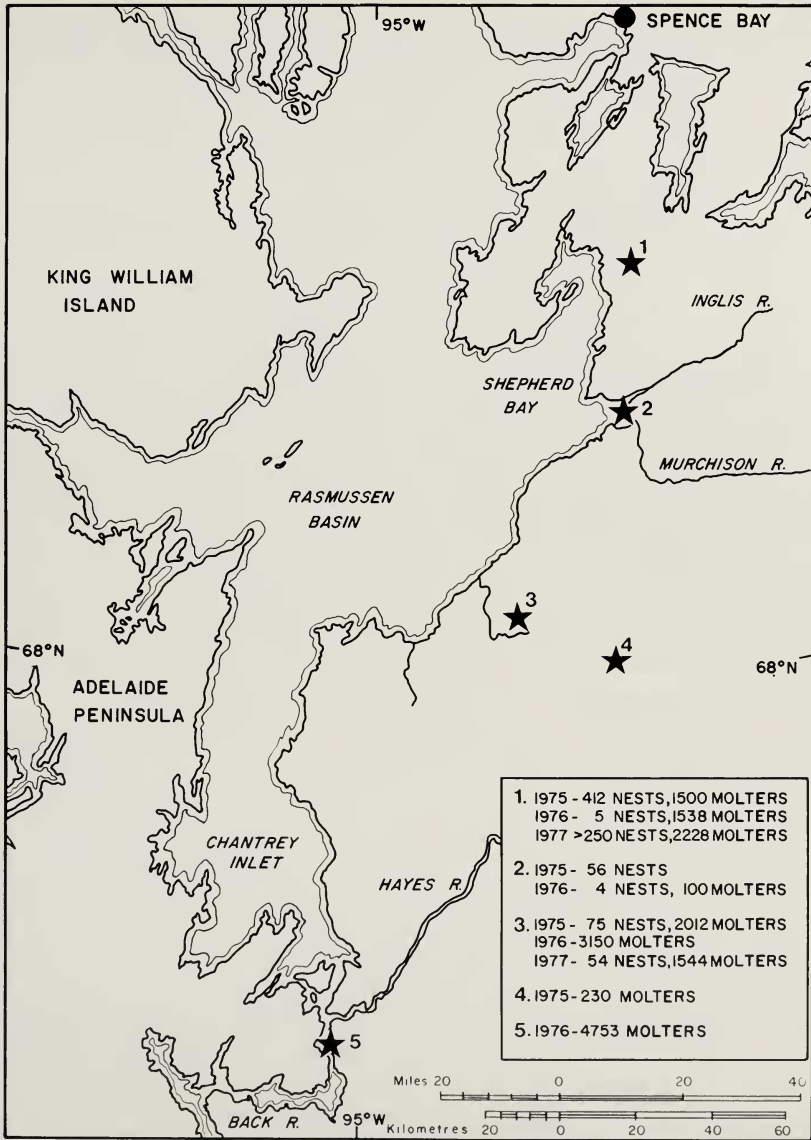 95°W
SPENCE BAY
1
KING WILLIAM
ISLAND
INGLIS R.
SHEPHERD
BAY
2
MURCHISON R.
RASMUSSEN
BASIN
3
4
68°N
68°N
ADELAIDE
PENINSULA
CHANTREY
INLET
HAYES R.
1. 1975-412 NESTS, 1500 MOLTERS
1976- 5 NESTS, 1538 MOLTERS
1977 >250 NESTS, 2228 MOLTERS
2. 1975- 56 NESTS
1976- 4 NESTS, 100 MOLTERS
3. 1975- 75 NESTS, 2012 MOLTERS
1976-3150 MOLTERS
1977- 54 NESTS, 1544 MOLTERS
4. 1975-230 MOLTERS
5. 1976-4753 MOLTERS
5
BACK R.
95°W
Miles 20 0 20 40
Kilometres 20 0 20 40 60